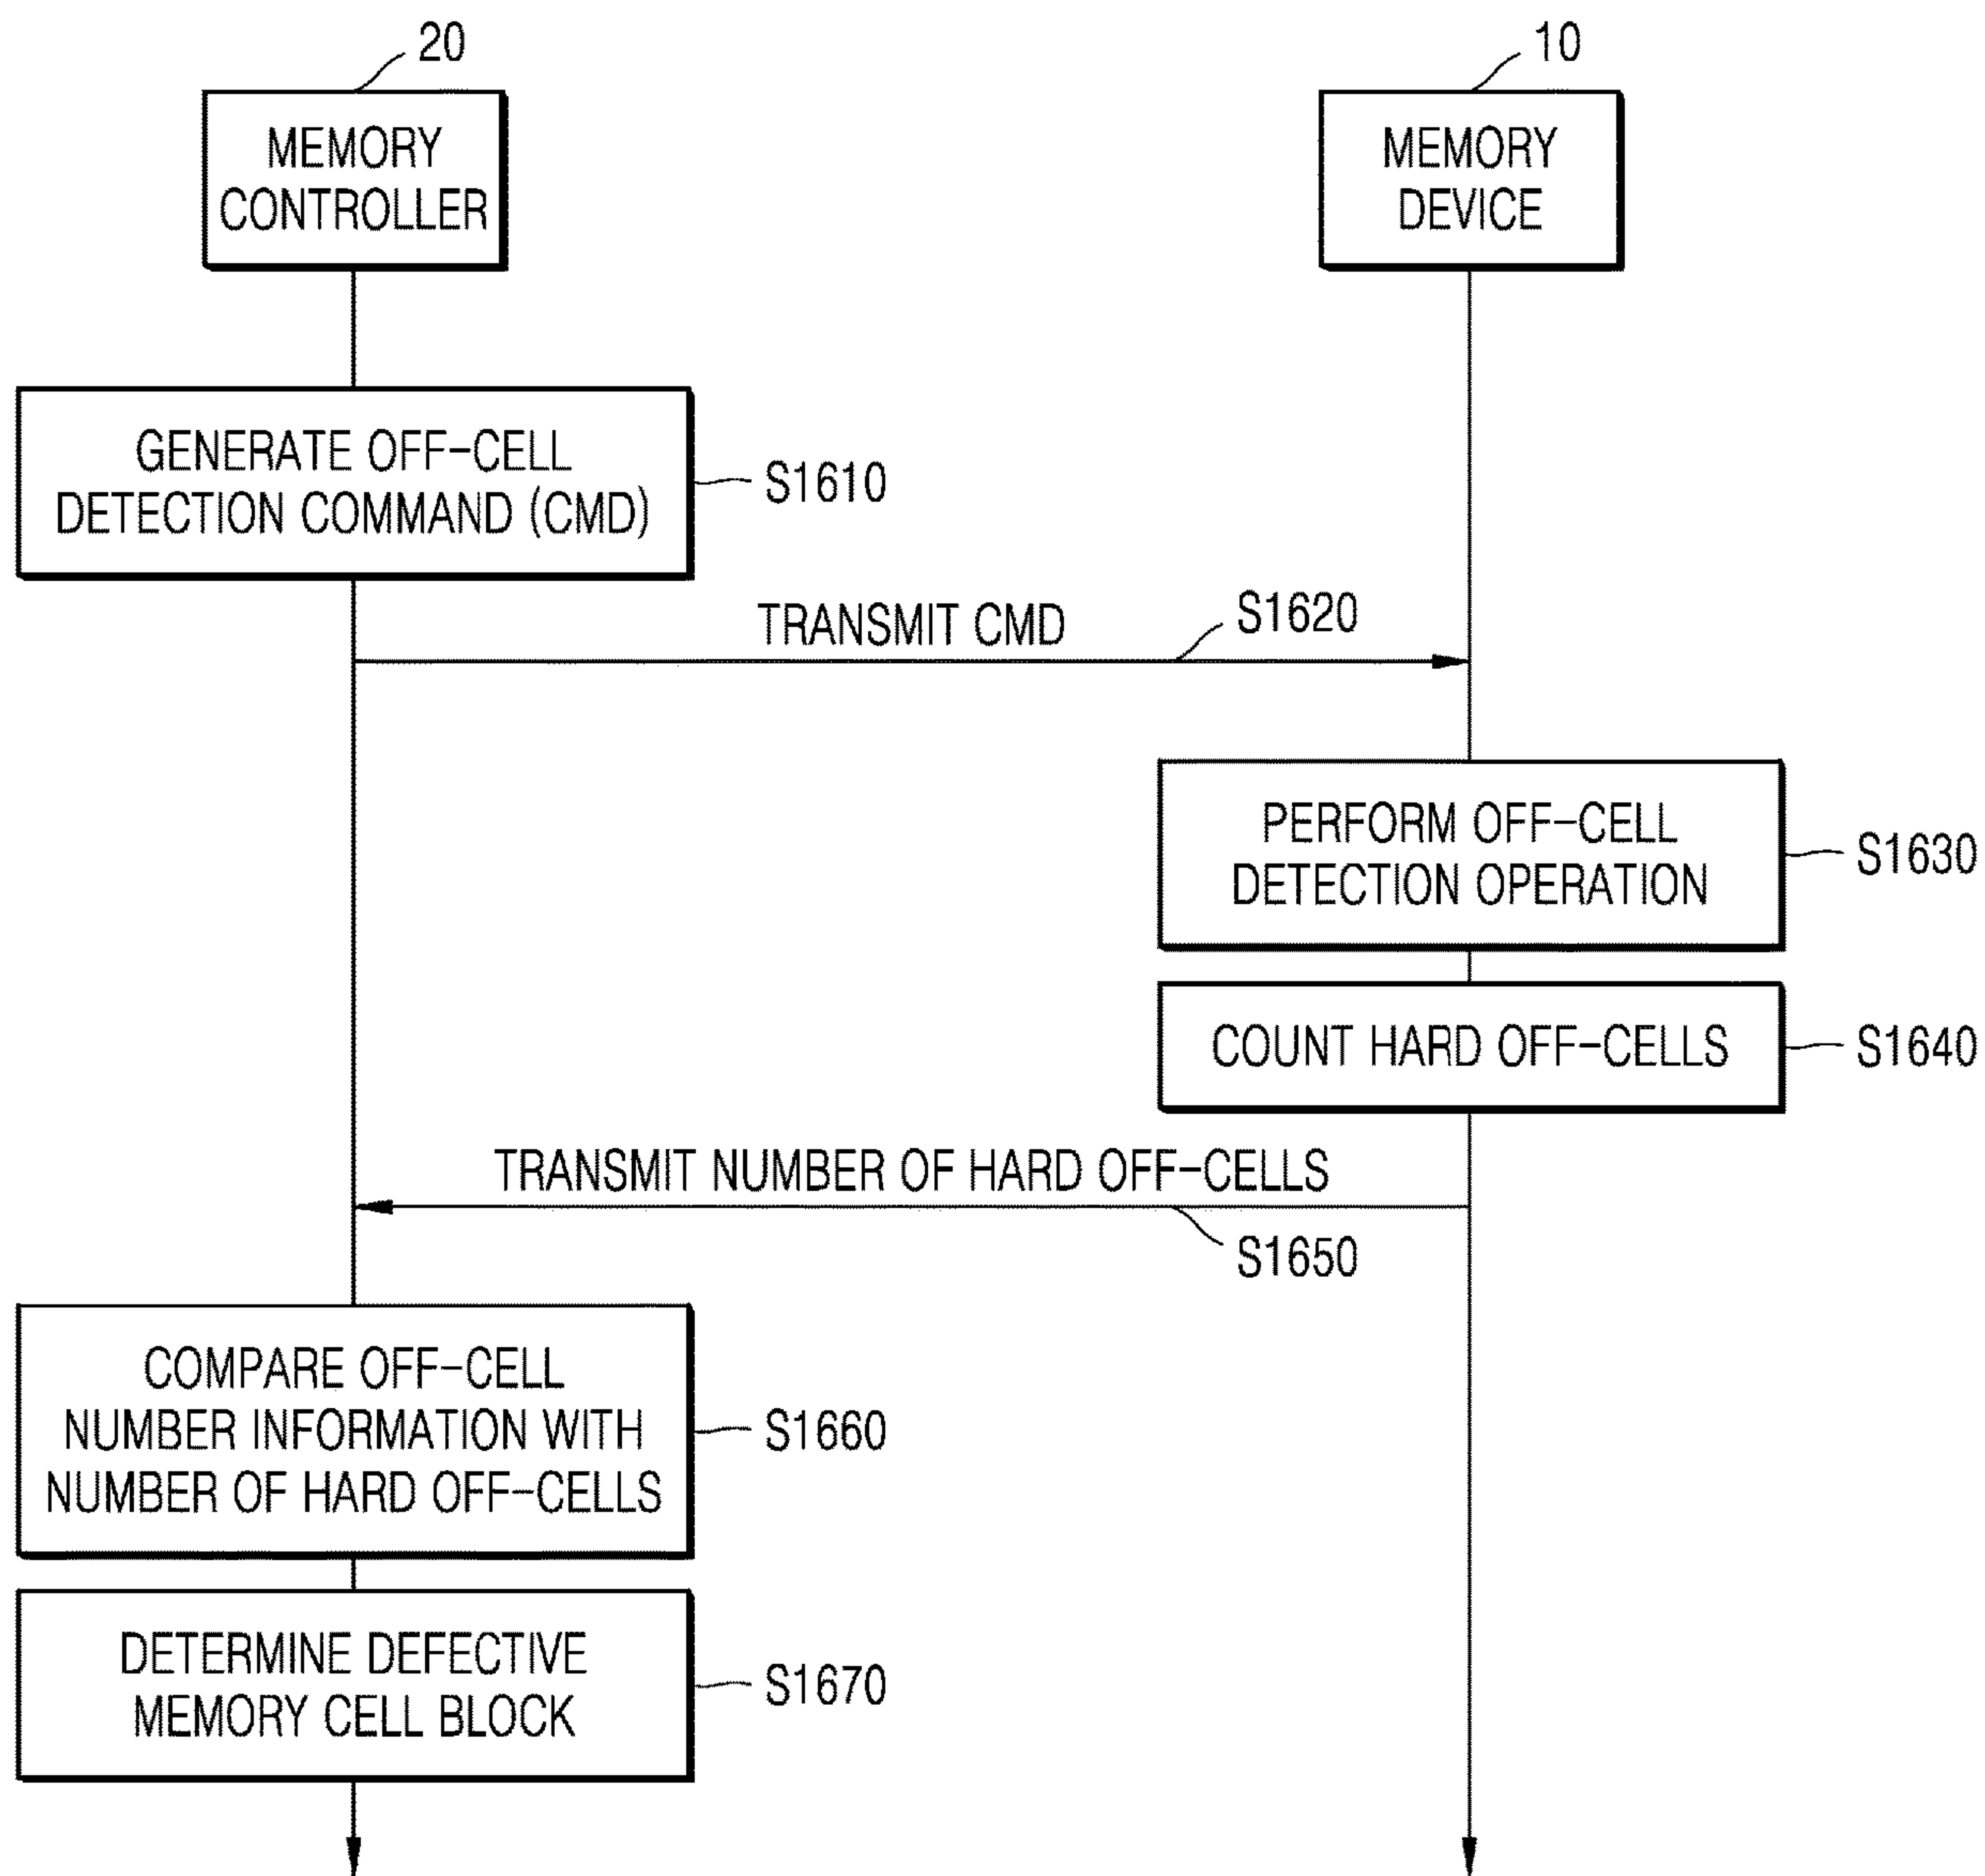 20
10
MEMORY
CONTROLLER
MEMORY
DEVICE
GENERATE OFF-CELL
DETECTION COMMAND (CMD)
S1610
TRANSMIT CMD
S1620
PERFORM OFF-CELL
DETECTION OPERATION
S1630
COUNT HARD OFF-CELLS
S1640
TRANSMIT NUMBER OF HARD OFF-CELLS
S1650
COMPARE OFF-CELL
NUMBER INFORMATION WITH
NUMBER OF HARD OFF-CELLS
S1660
DETERMINE DEFECTIVE
MEMORY CELL BLOCK
S1670